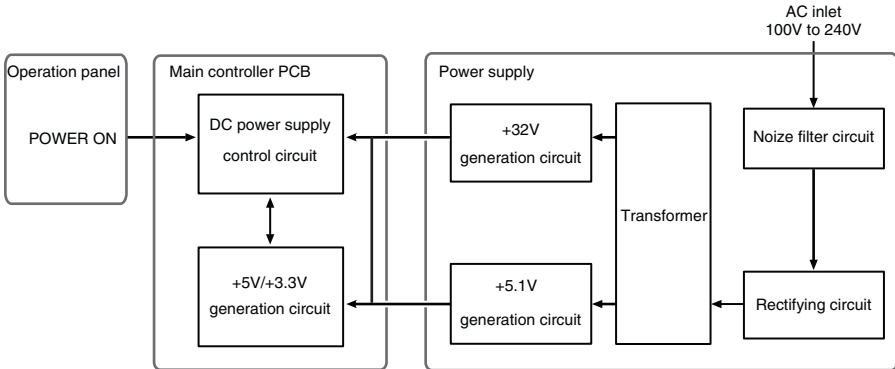 AC inlet
100V to 240V
Operation panel
Main controller PCB
Power supply
POWER ON
DC power supply
control circuit
+32V
generation circuit
Noize filter circuit
Transformer
+5V/+3.3V
generation circuit
+5.1V
generation circuit
Rectifying circuit